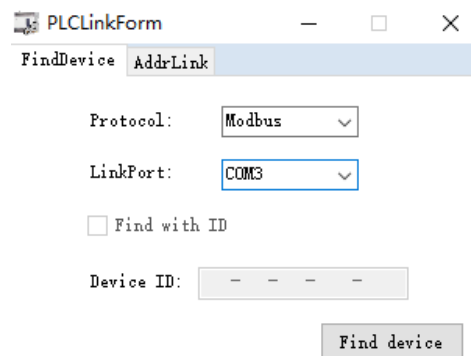 PLCLinkForm
FindDevice AddrLink
Protocol: Modbus
LinkPort: COM3
Find with ID
Device ID: - - - -
Find device